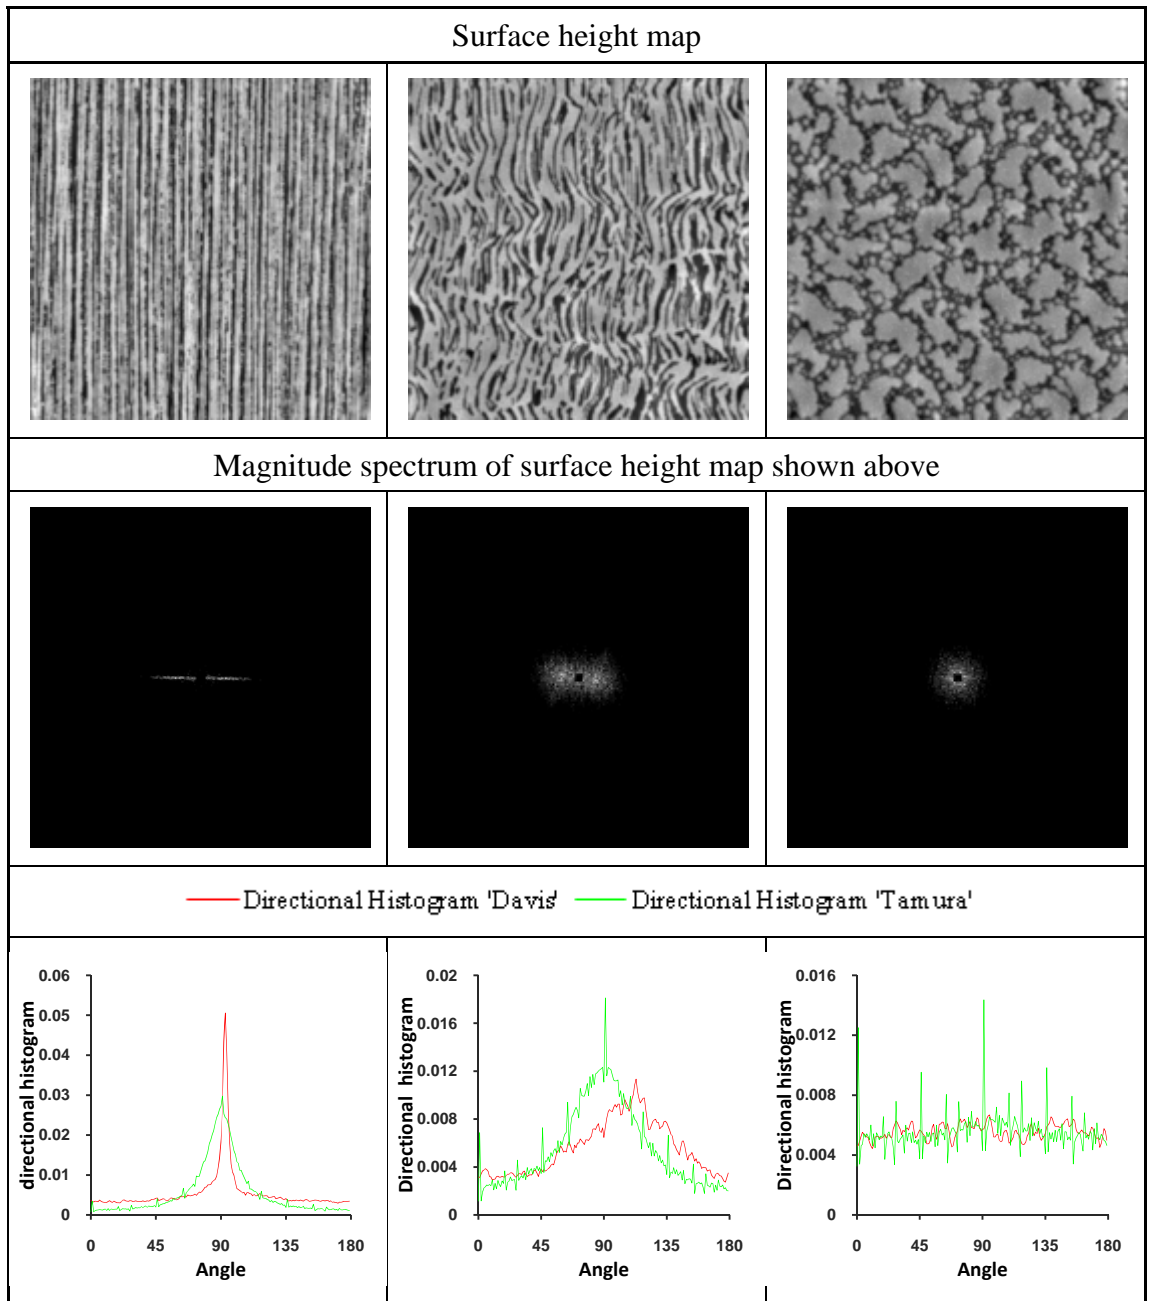 Surface height map
Magnitude spectrum of surface height map shown above
Directional Histogram 'Davis' Directional Histogram 'Tamura'
directional histogram
0.06
0.05
0.04
0.03
0.02
0.01
0
0 45 90 135 180
Angle
Directional histogram
0.02
0.016
0.012
0.008
0.004
0
0 45 90 135 180
Angle
Directional histogram
0.016
0.012
0.008
0.004
0
0 45 90 135 180
Angle